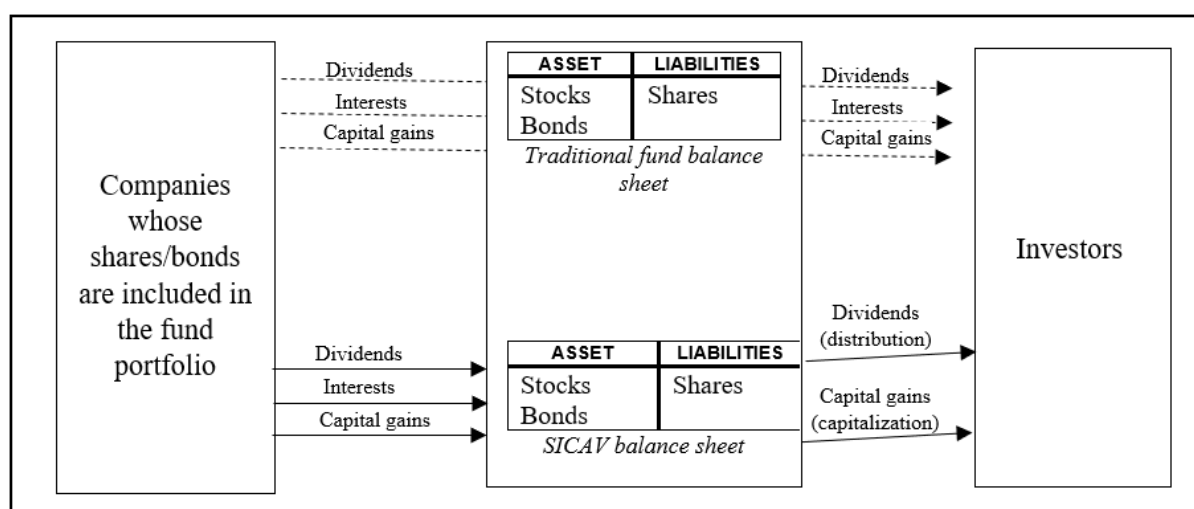 Companies
whose
shares/bonds
are included in
the fund
portfolio
Dividends
Interests
Capital gains
ASSET LIABILITIES
Stocks Shares
Bonds
Traditional fund balance
sheet
Dividends
Interests
Capital gains
Dividends
Interests
Capital gains
ASSET LIABILITIES
Stocks Shares
Bonds
SICAV balance sheet
Dividends
(distribution)
Capital gains
(capitalization)
Investors